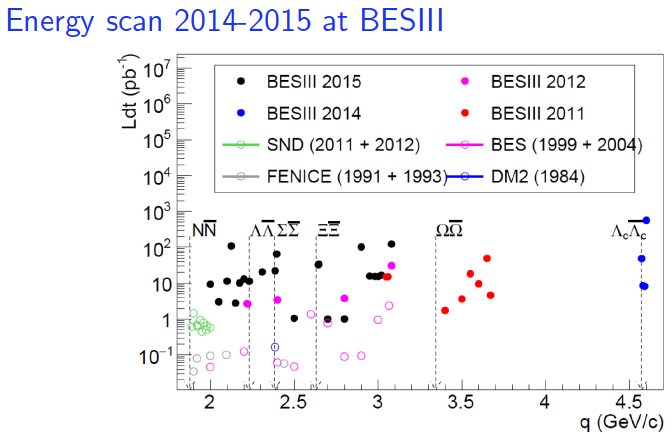 Energy scan 2014-2015 at BESIII
Ldt (pb⁻¹)
10⁷
10⁶
10⁵
10⁴
10³
10²
10
1
10⁻¹
BESIII 2015
BESIII 2012
BESIII 2014
BESIII 2011
SND (2011 + 2012)
BES (1999 + 2004)
FENICE (1991 + 1993)
DM2 (1984)
NN̅ ΛΛ̅ ΣΣ̅ ΞΞ̅ ΩΩ̅ Λc Λ̅c
2 2.5 3 3.5 4 4.5
q (GeV/c)